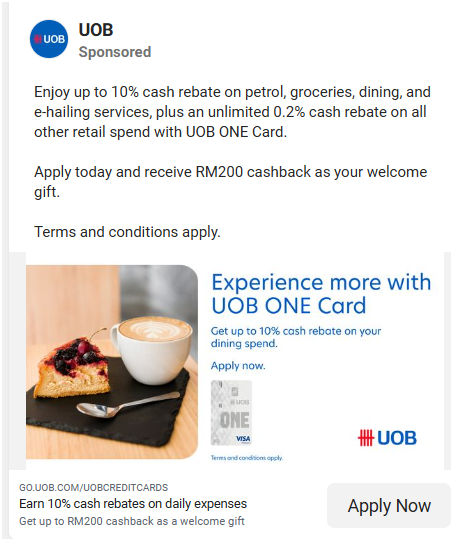 UOB
UOB
Sponsored
Enjoy up to 10% cash rebate on petrol, groceries, dining, and
e-hailing services, plus an unlimited 0.2% cash rebate on all
other retail spend with UOB ONE Card.
Apply today and receive RM200 cashback as your welcome
gift.
Terms and conditions apply.
Experience more with
UOB ONE Card
Get up to 10% cash rebate on your
dining spend.
Apply now.
UOB
ONE
VISA
UOB
Terms and conditions apply.
GO.UOB.COM/UOBCREDITCARDS
Earn 10% cash rebates on daily expenses
Get up to RM200 cashback as a welcome gift
Apply Now